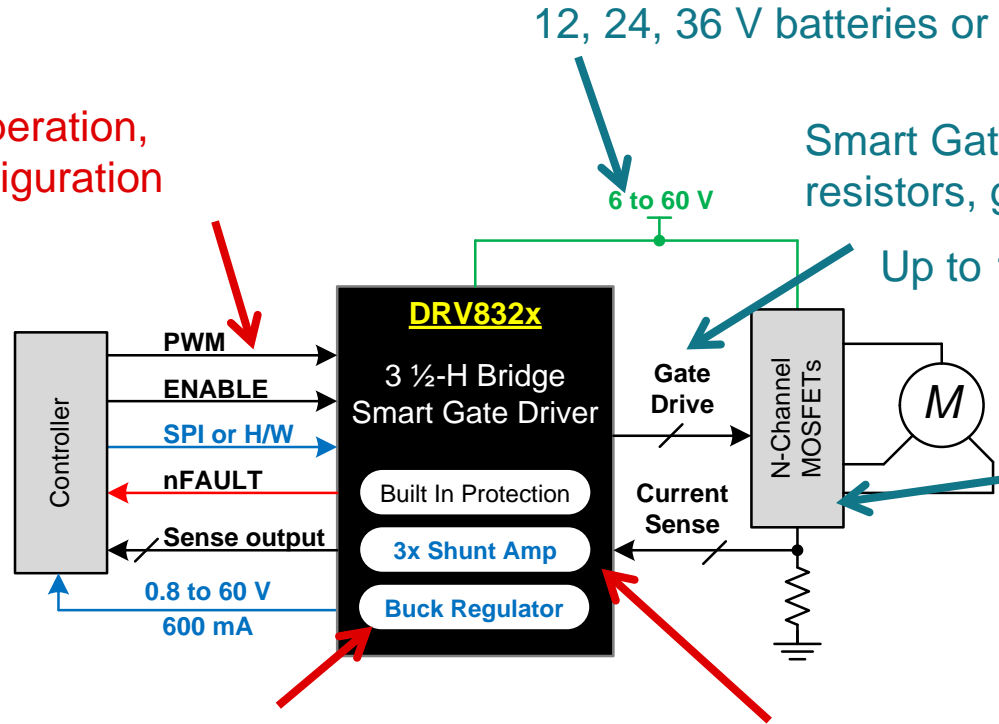 12, 24, 36 V batteries or
peration,
iguration
Smart Gat
resistors, g
Up to
6 to 60 V
DRV832x
3 ½-H Bridge
Smart Gate Driver
Controller
PWM
ENABLE
SPI or H/W
nFAULT
Sense output
0.8 to 60 V
600 mA
Built In Protection
3x Shunt Amp
Buck Regulator
Gate
Drive
Current
Sense
N-Channel
MOSFETs
M